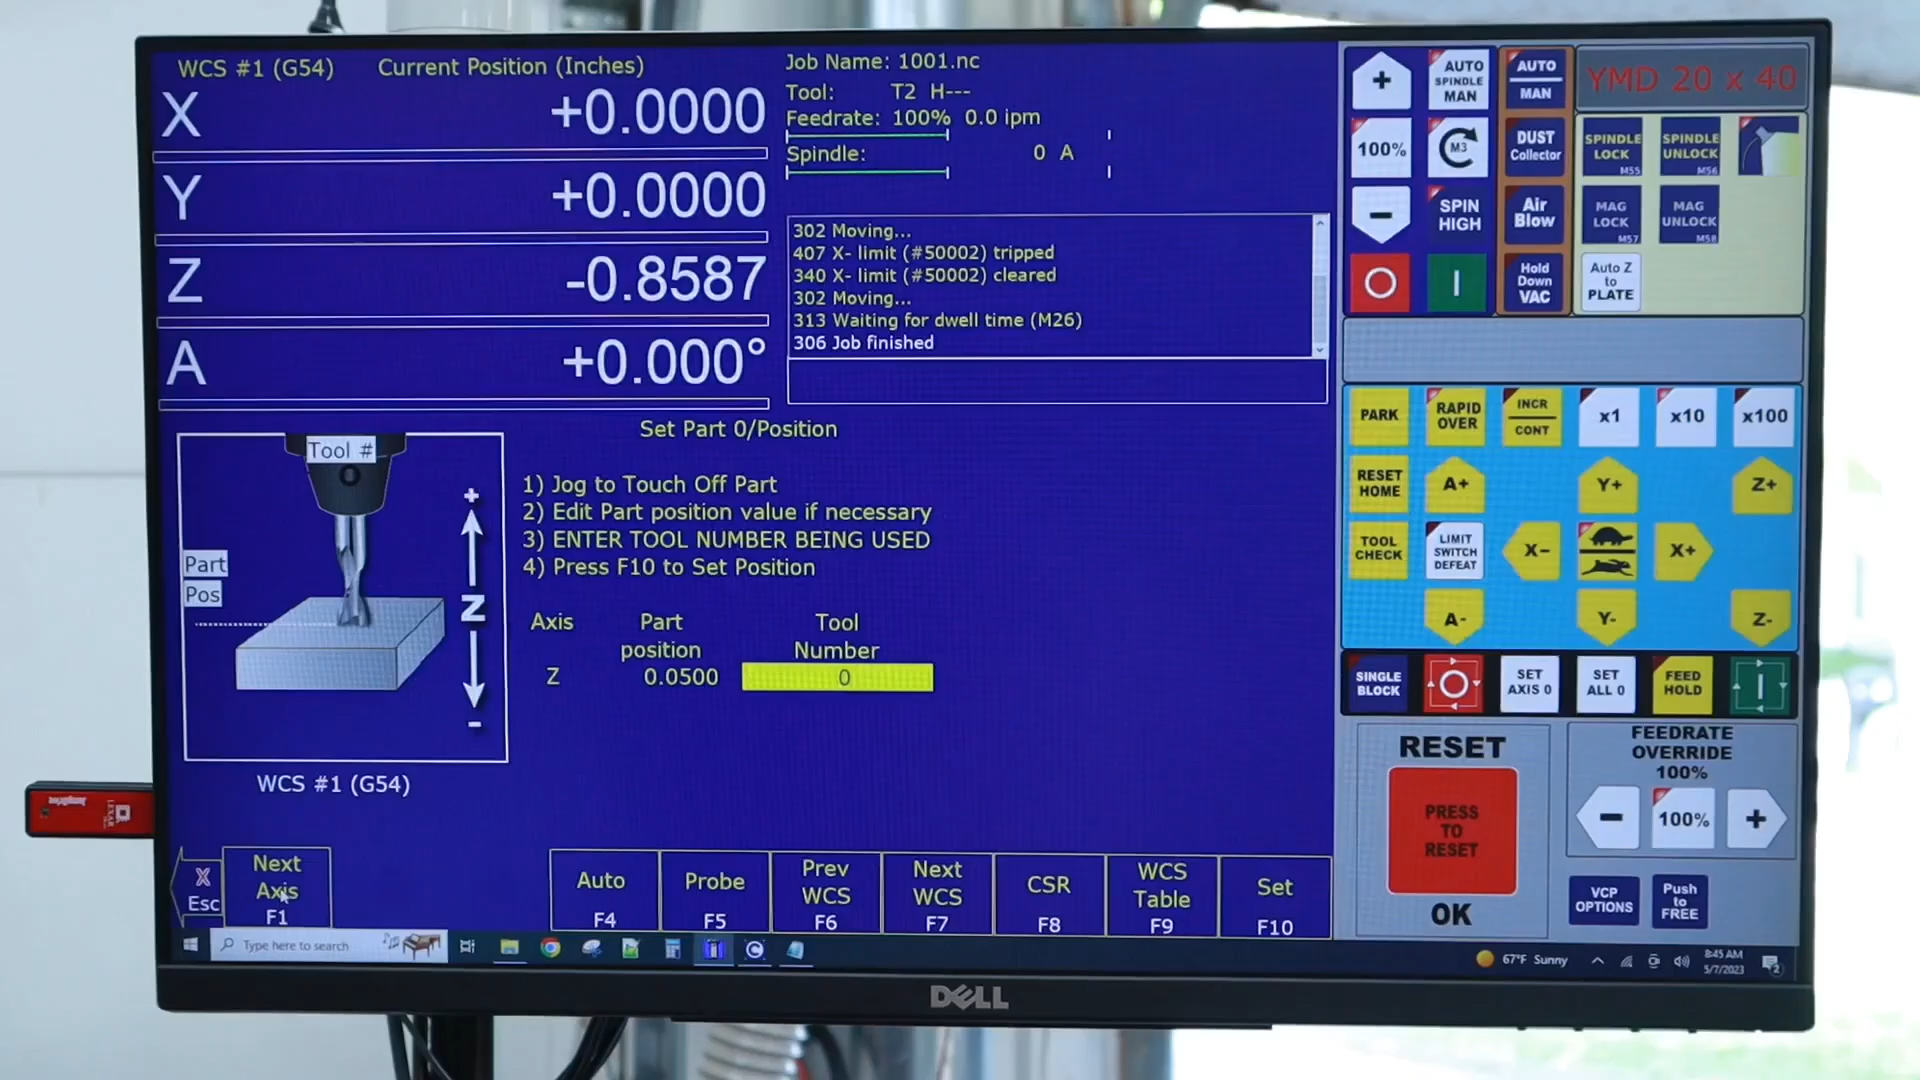 WCS #1 (G54) Current Position (Inches)
X +0.0000
Y +0.0000
Z -0.8587
A +0.000°
Job Name: 1001.nc
Tool: T2 H---
Feedrate: 100% 0.0 ipm
Spindle: 0 A
302 Moving...
407 X- limit (#50002) tripped
340 X- limit (#50002) cleared
302 Moving...
313 Waiting for dwell time (M26)
306 Job finished
Set Part 0/Position
1) Jog to Touch Off Part
2) Edit Part position value if necessary
3) ENTER TOOL NUMBER BEING USED
4) Press F10 to Set Position
Axis Part position Tool Number
Z 0.0500 0
Tool #
Part
Pos
+
Z
-
WCS #1 (G54)
X
Esc
Next
Axis
F1
Auto
F4
Probe
F5
Prev
WCS
F6
Next
WCS
F7
CSR
F8
WCS
Table
F9
Set
F10
+
AUTO
SPINDLE
MAN
AUTO
MAN
YMD 20 x 40
100%
M3
DUST
Collector
SPINDLE
LOCK
M55
SPINDLE
UNLOCK
M56
-
SPIN
HIGH
Air
Blow
MAG
LOCK
M57
MAG
UNLOCK
M58
Hold
Down
VAC
Auto Z
to
PLATE
PARK
RAPID
OVER
INCR
CONT
x1
x10
x100
RESET
HOME
A+
Y+
Z+
TOOL
CHECK
LIMIT
SWITCH
DEFEAT
X-
X+
A-
Y-
Z-
SINGLE
BLOCK
SET
AXIS 0
SET
ALL 0
FEED
HOLD
RESET
PRESS
TO
RESET
OK
FEEDRATE
OVERRIDE
100%
-
100%
+
VCP
OPTIONS
Push
to
FREE
Type here to search
67°F Sunny
8:45 AM
5/7/2023
2
DELL
LEXAR
JumpDrive